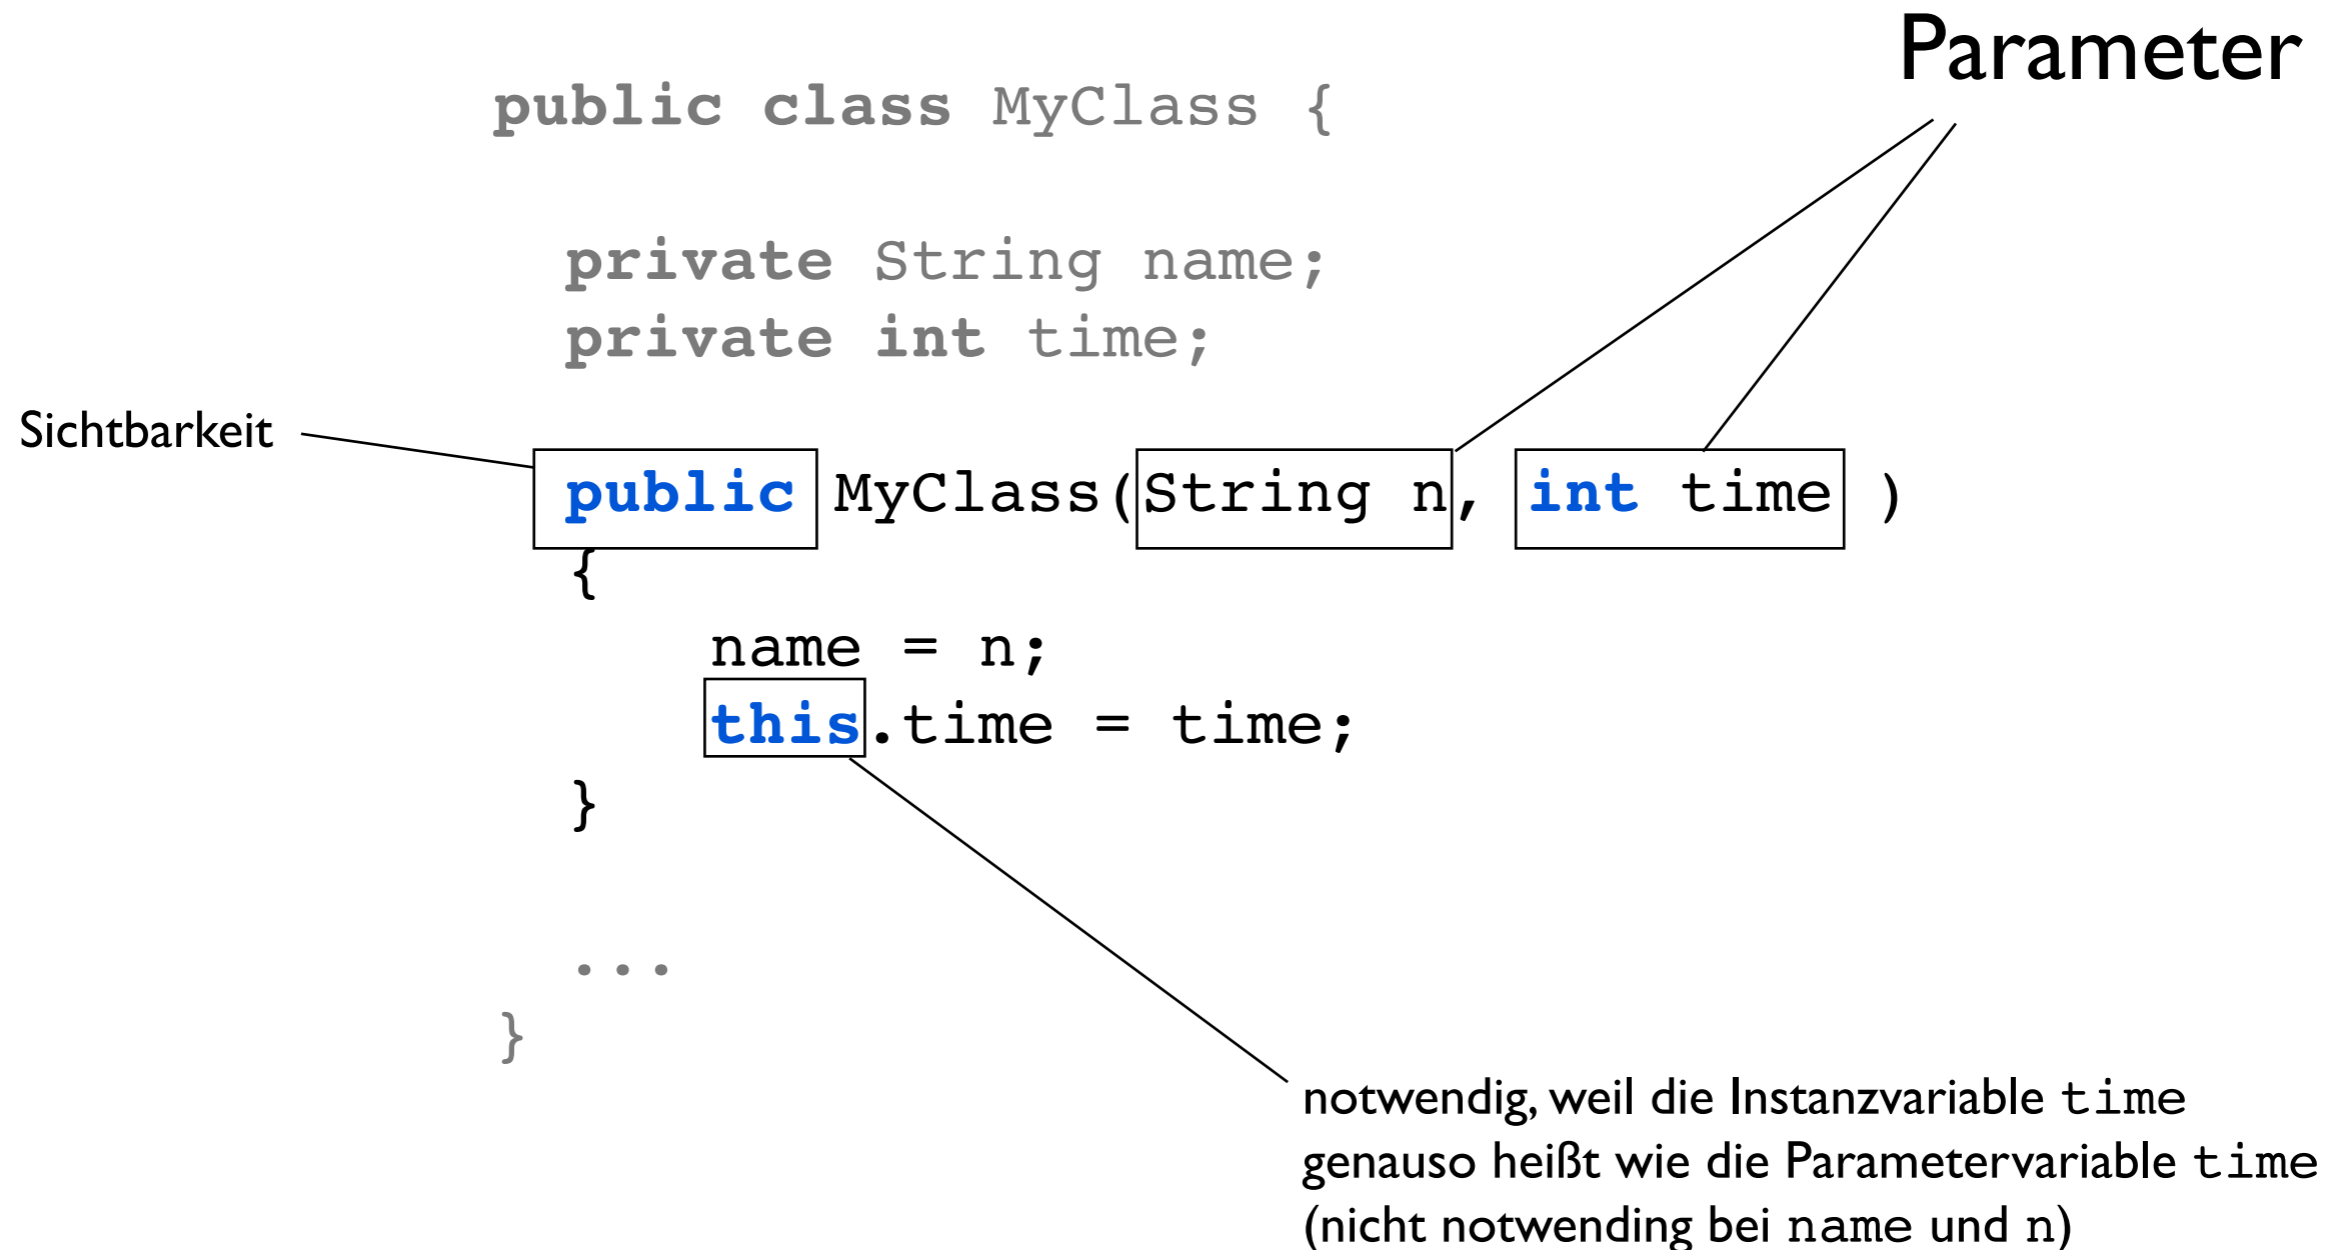 Parameter
public class MyClass {
private String name;
private int time;
Sichtbarkeit
public MyClass(String n, int time )
{
name = n;
this.time = time;
}
...
}
notwendig, weil die Instanzvariable time
genauso heißt wie die Parametervariable time
(nicht notwending bei name und n)